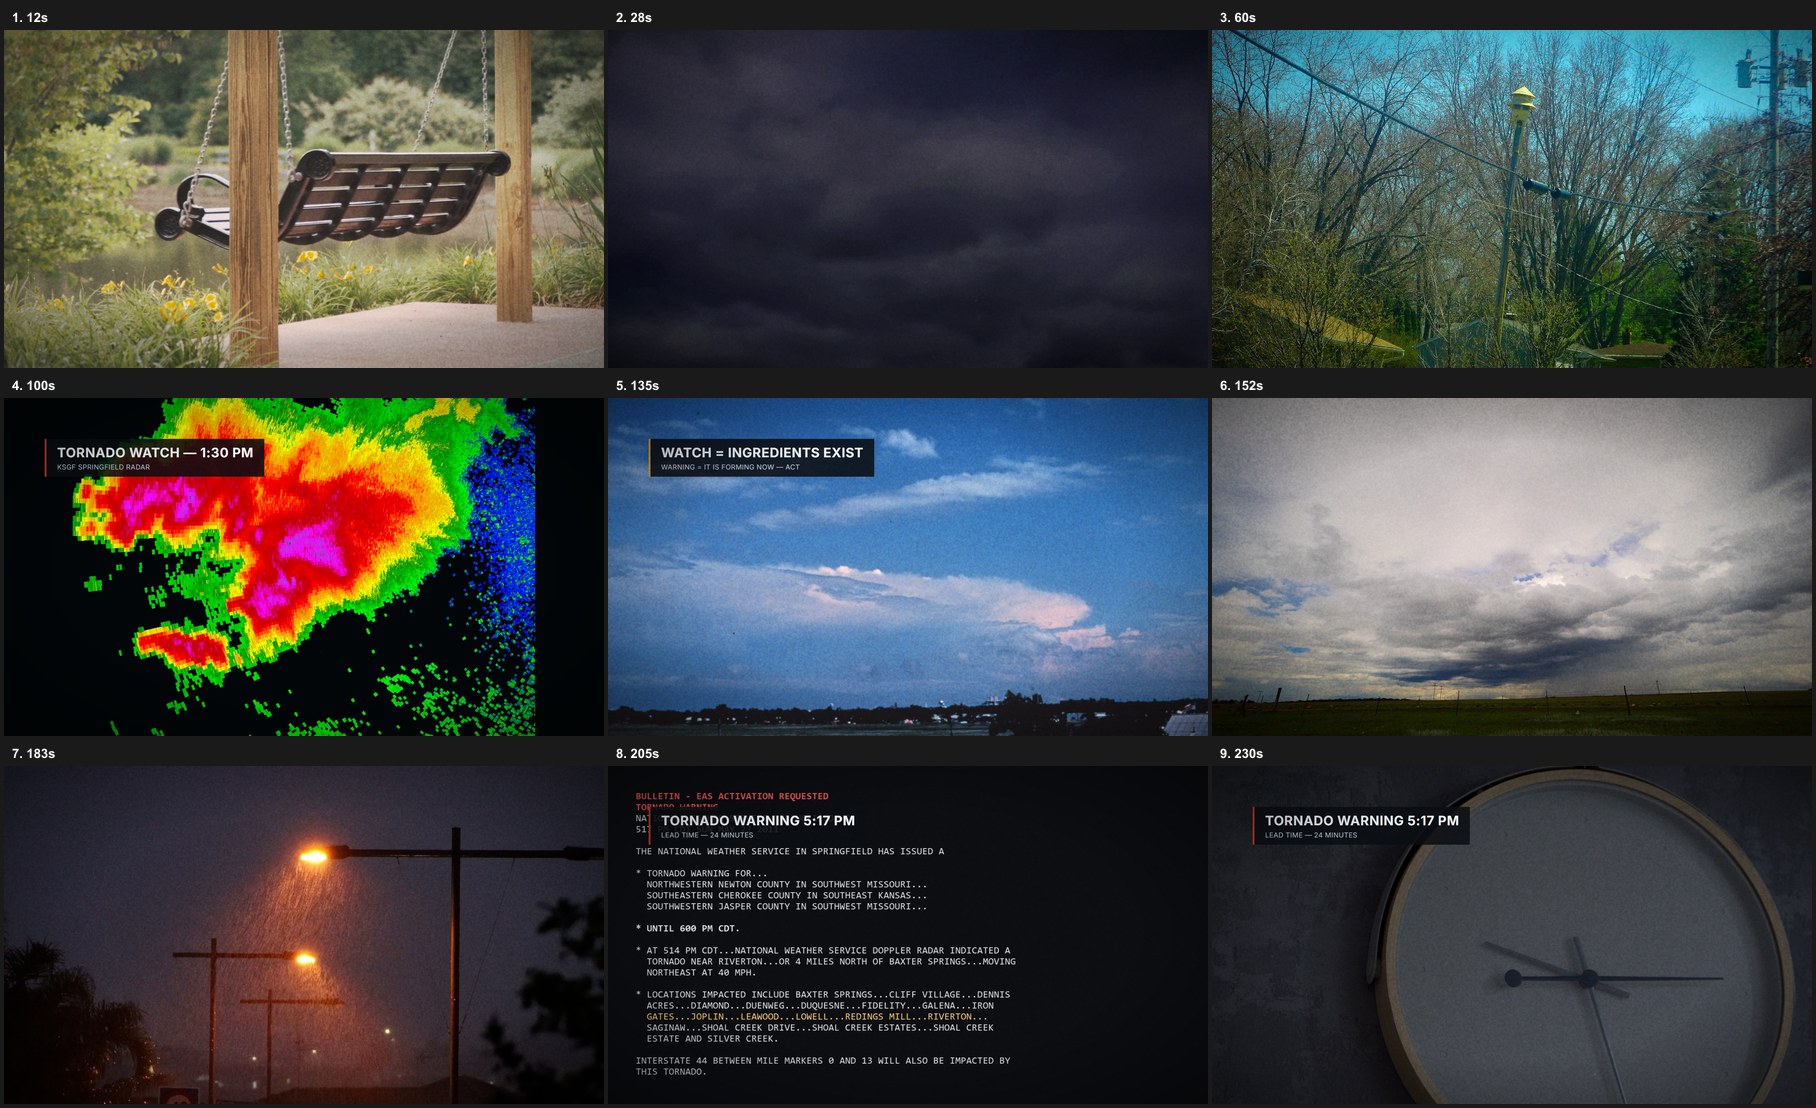 1. 12s
2. 28s
3. 60s
4. 100s
TORNADO WATCH — 1:30 PM
KSGF SPRINGFIELD RADAR
5. 135s
WATCH = INGREDIENTS EXIST
WARNING = IT IS FORMING NOW — ACT
6. 152s
7. 183s
8. 205s
BULLETIN - EAS ACTIVATION REQUESTED
TORNADO WARNING
TORNADO WARNING 5:17 PM
LEAD TIME — 24 MINUTES
THE NATIONAL WEATHER SERVICE IN SPRINGFIELD HAS ISSUED A
* TORNADO WARNING FOR...
NORTHWESTERN NEWTON COUNTY IN SOUTHWEST MISSOURI...
SOUTHEASTERN CHEROKEE COUNTY IN SOUTHEAST KANSAS...
SOUTHWESTERN JASPER COUNTY IN SOUTHWEST MISSOURI...
* UNTIL 600 PM CDT.
* AT 514 PM CDT...NATIONAL WEATHER SERVICE DOPPLER RADAR INDICATED A
TORNADO NEAR RIVERTON...OR 4 MILES NORTH OF BAXTER SPRINGS...MOVING
NORTHEAST AT 40 MPH.
* LOCATIONS IMPACTED INCLUDE BAXTER SPRINGS...CLIFF VILLAGE...DENNIS
ACRES...DIAMOND...DUENWEG...DUQUESNE...FIDELITY...GALENA...IRON
GATES...JOPLIN...LEAWOOD...LOWELL...REDINGS MILL...RIVERTON...
SAGINAW...SHOAL CREEK DRIVE...SHOAL CREEK ESTATES...SHOAL CREEK
ESTATE AND SILVER CREEK.
INTERSTATE 44 BETWEEN MILE MARKERS 0 AND 13 WILL ALSO BE IMPACTED BY
THIS TORNADO.
9. 230s
TORNADO WARNING 5:17 PM
LEAD TIME — 24 MINUTES